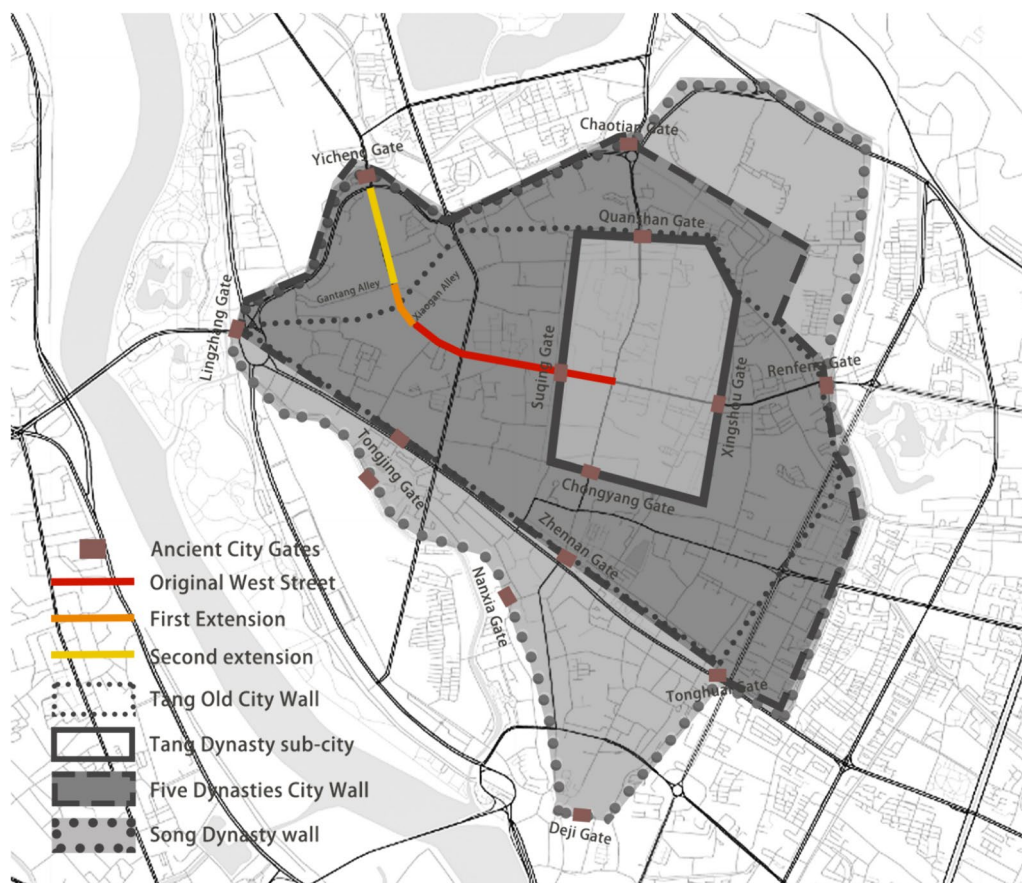 Chaotian Gate
Yicheng Gate
Quanshan Gate
Gantang Alley
Xiaogan Alley
Lingzhang Gate
Suqing Gate
Renfeng Gate
Xingshou Gate
Tongjing Gate
Chongyang Gate
Zhennan Gate
Nanxia Gate
Tonghuai Gate
Deji Gate
Ancient City Gates
Original West Street
First Extension
Second extension
Tang Old City Wall
Tang Dynasty sub-city
Five Dynasties City Wall
Song Dynasty wall